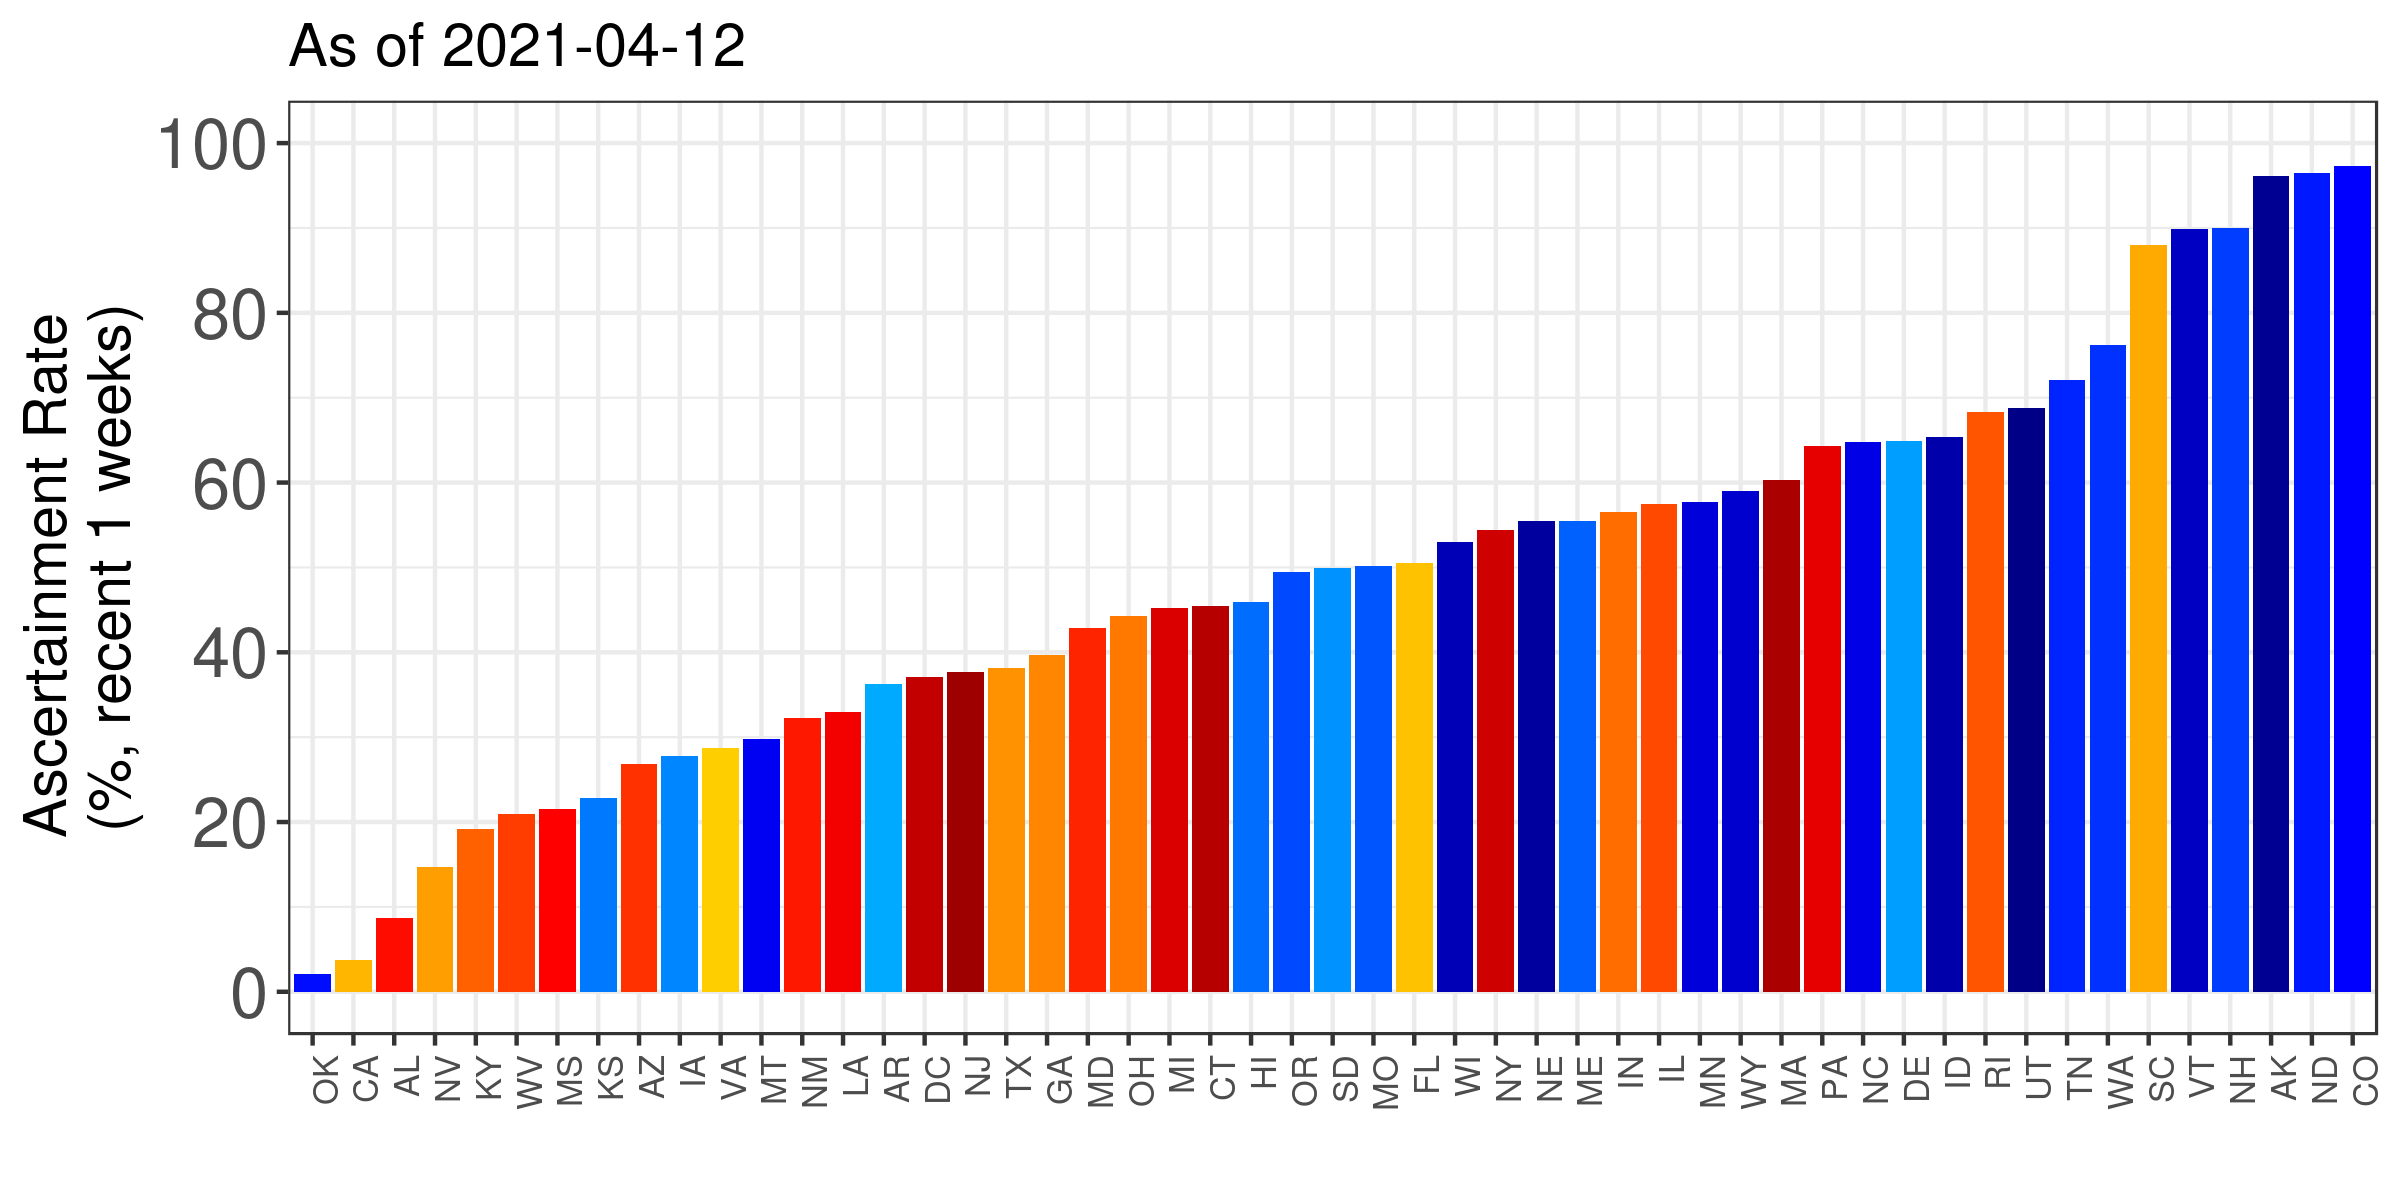 As of 2021-04-12
Ascertainment Rate
(%, recent 1 weeks)
100
80
60
40
20
0
OK CA AL NV KY WV MS KS AZ IA VA MT NM LA AR DC NJ TX GA MD OH MI CT HI OR SD MO FL WI NY NE ME IN IL MN WY MA PA NC DE ID RI UT TN WA SC VT NH AK ND CO